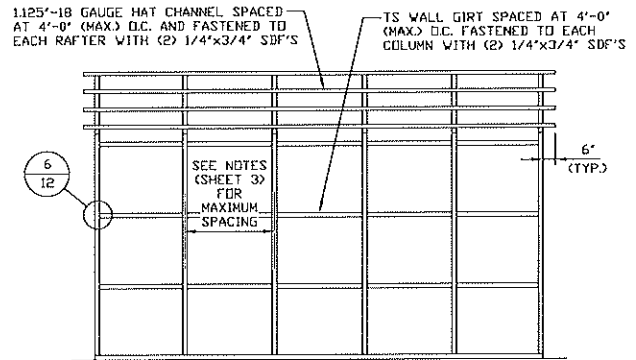 1.125"-18 GAUGE HAT CHANNEL SPACED
AT 4'-0" (MAX.) O.C. AND FASTENED TO
EACH RAFTER WITH (2) 1/4"x3/4" SDF'S
TS WALL GIRT SPACED AT 4'-0"
(MAX.) O.C. FASTENED TO EACH
COLUMN WITH (2) 1/4"x3/4" SDF'S
6
12
SEE NOTES
(SHEET 3)
FOR
MAXIMUM
SPACING
6"
(TYP.)